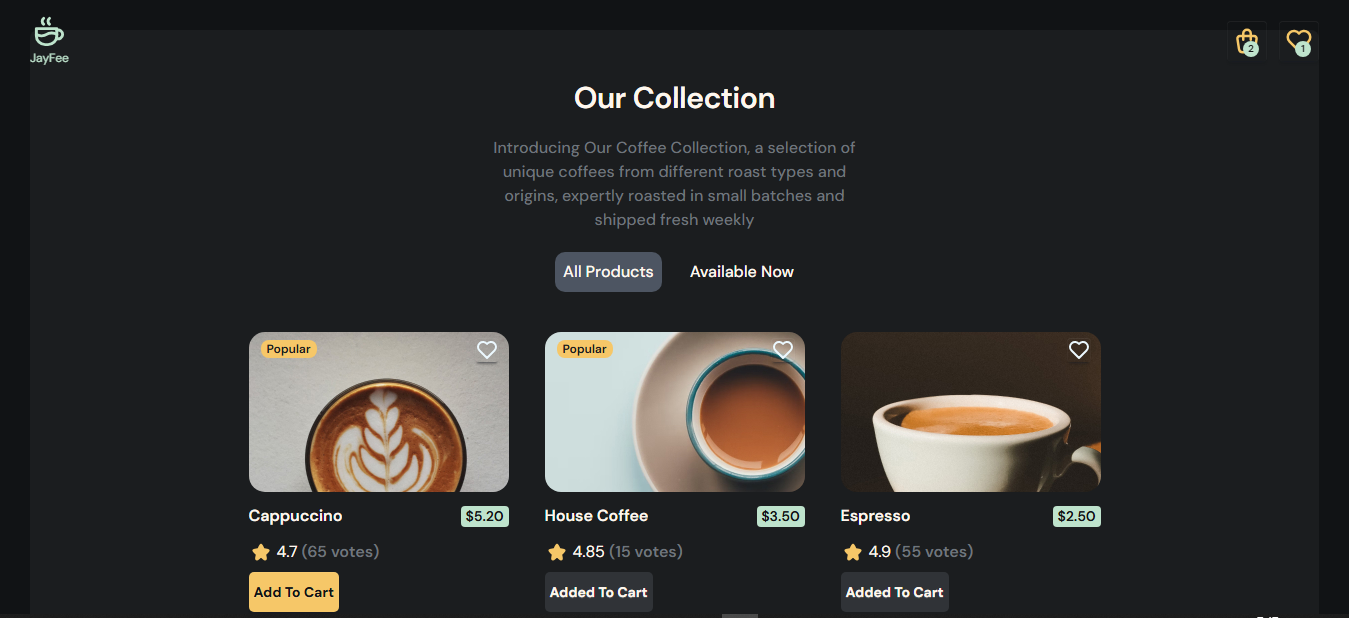 JayFee
2
1
Our Collection
Introducing Our Coffee Collection, a selection of
unique coffees from different roast types and
origins, expertly roasted in small batches and
shipped fresh weekly
All Products
Available Now
Popular
Popular
Cappuccino
$5.20
House Coffee
$3.50
Espresso
$2.50
4.7 (65 votes)
4.85 (15 votes)
4.9 (55 votes)
Add To Cart
Added To Cart
Added To Cart